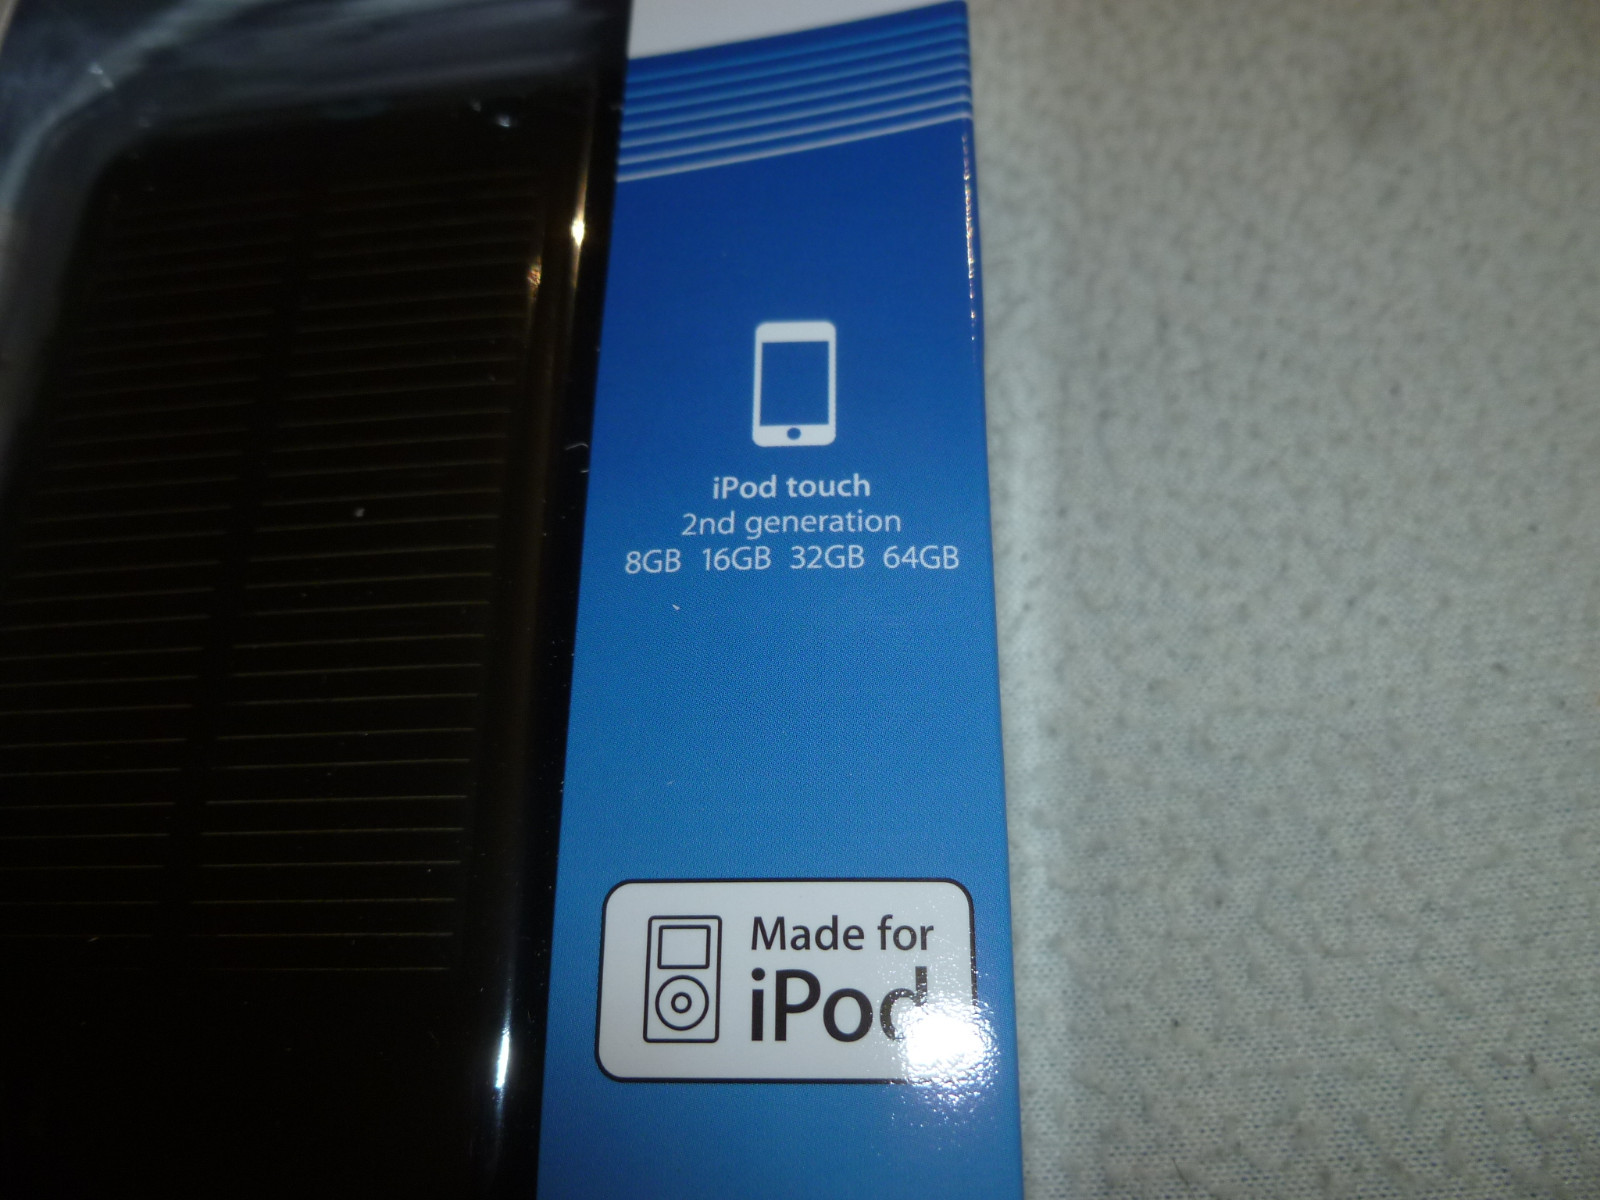 iPod touch
2nd generation
8GB 16GB 32GB 64GB
Made for
iPod